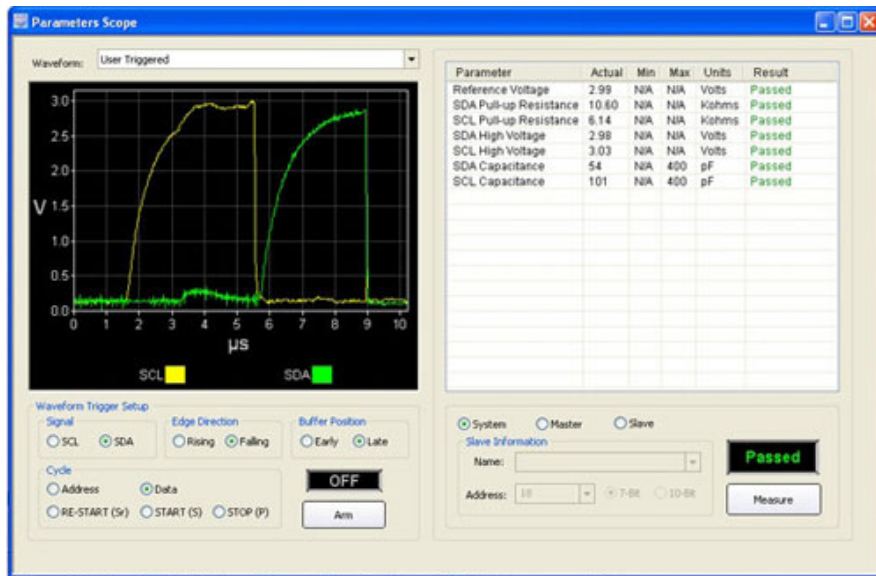 Parameters Scope
Waveform: User Triggered
3.0
2.5
2.0
V
1.5
1.0
0.5
0.0
0 1 2 3 4 5 6 7 8 9 10
µs
SCL SDA
Waveform Trigger Setup
Signal
SCL SDA
Edge Direction
Rising Falling
Buffer Position
Early Late
Cycle
Address Data
RE-START (Sr) START (S) STOP (P)
OFF
Arm
Parameter Actual Min Max Units Result
Reference Voltage 2.99 N/A N/A Volts Passed
SDA Pull-up Resistance 10.60 N/A N/A Kohms Passed
SCL Pull-up Resistance 6.14 N/A N/A Kohms Passed
SDA High Voltage 2.98 N/A N/A Volts Passed
SCL High Voltage 3.03 N/A N/A Volts Passed
SDA Capacitance 54 N/A 400 pF Passed
SCL Capacitance 101 N/A 400 pF Passed
System Master Slave
Slave Information
Name:
Address: 10 7-Bit 10-Bit
Passed
Measure